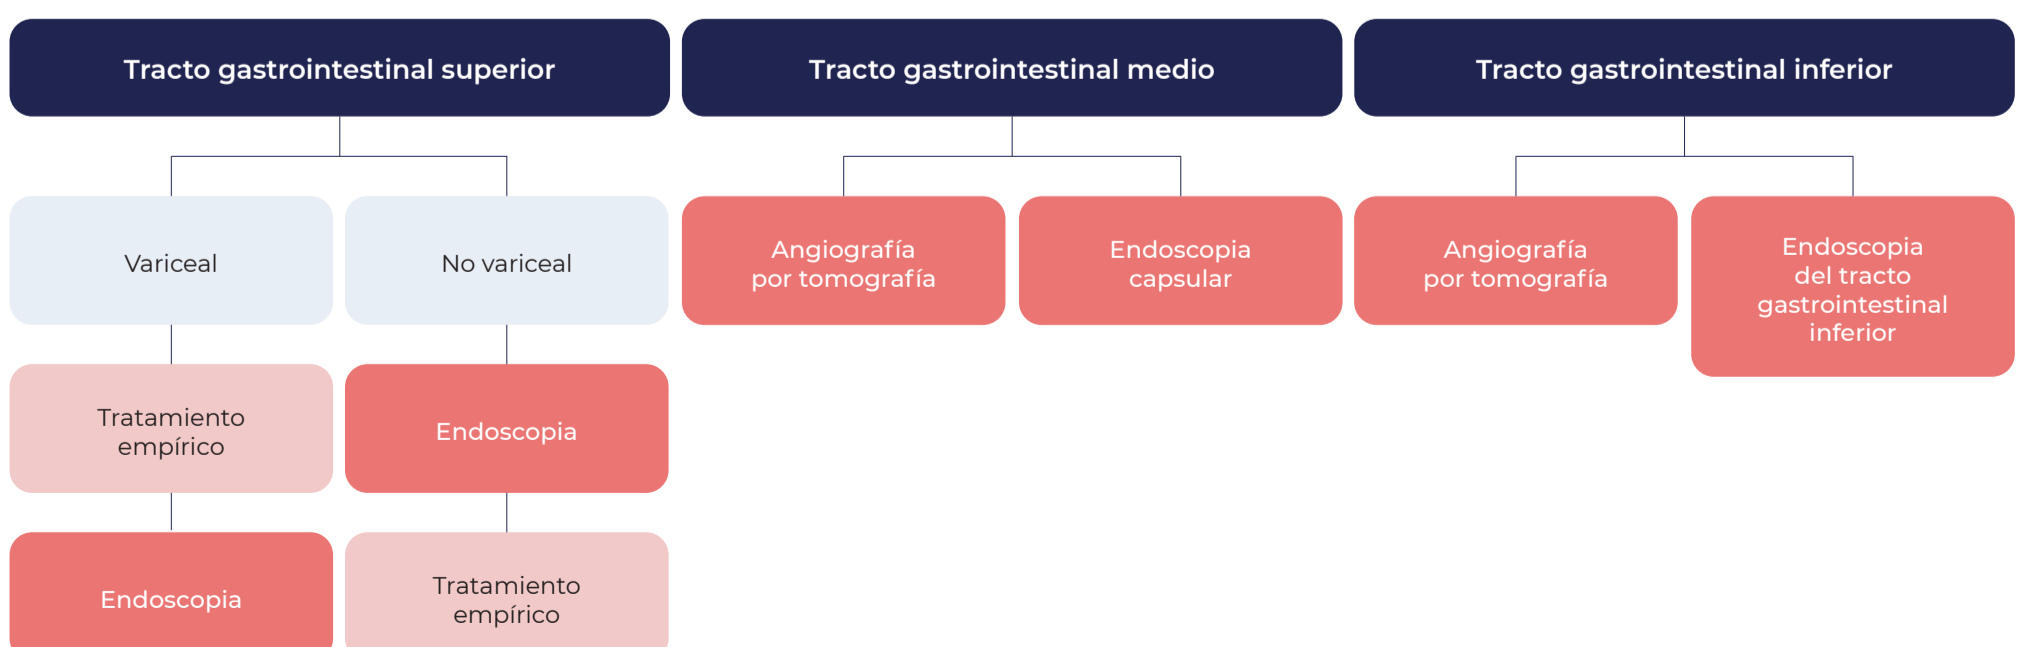 Tracto gastrointestinal superior
Tracto gastrointestinal medio
Tracto gastrointestinal inferior
Variceal
No variceal
Angiografía
por tomografía
Endoscopia
capsular
Angiografía
por tomografía
Endoscopia
del tracto
gastrointestinal
inferior
Tratamiento
empírico
Endoscopia
Endoscopia
Tratamiento
empírico